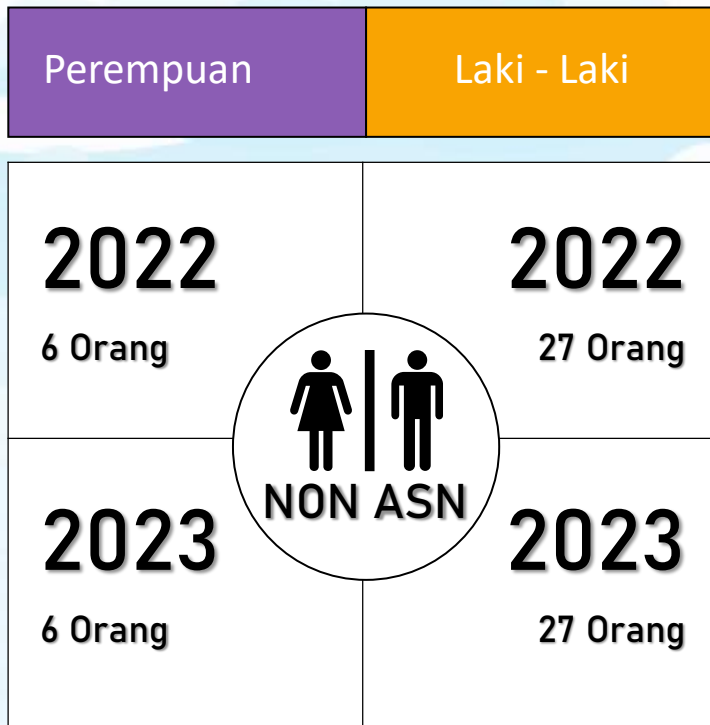 Perempuan
Laki - Laki
2022
6 Orang
2022
27 Orang
NON ASN
2023
6 Orang
2023
27 Orang